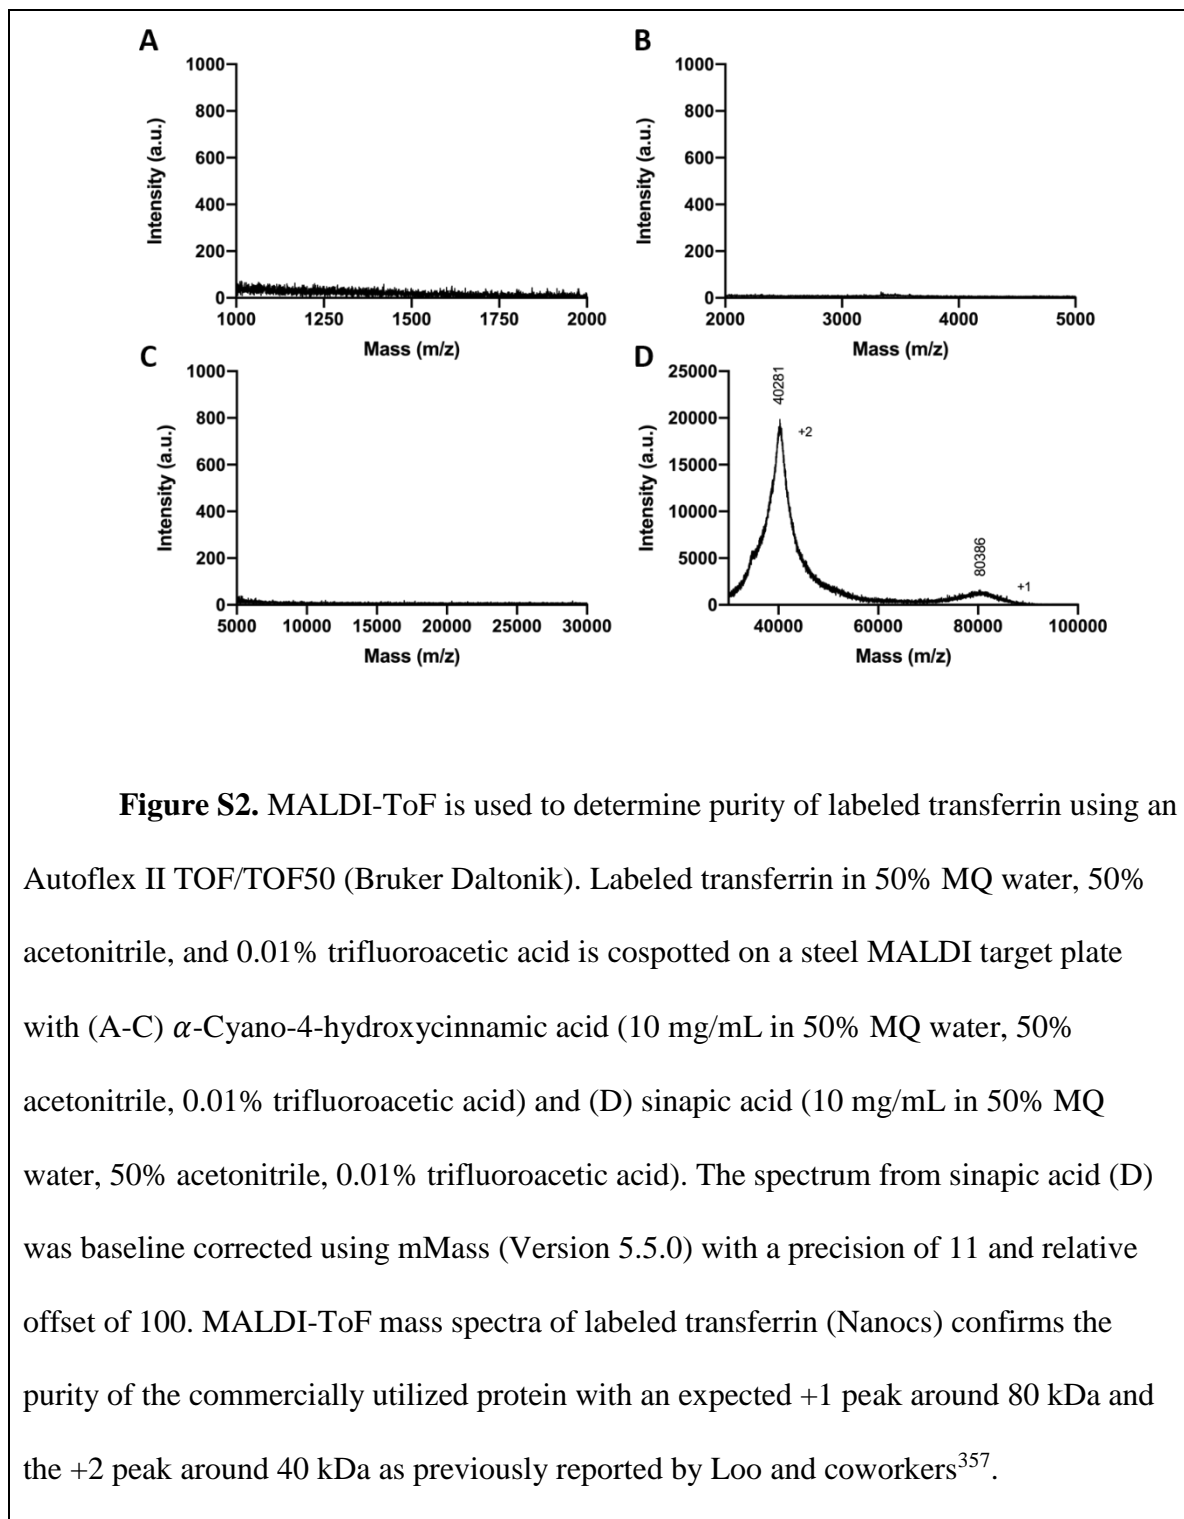 A
1000
800
600
400
200
0
Intensity (a.u.)
1000 1250 1500 1750 2000
Mass (m/z)
B
1000
800
600
400
200
0
Intensity (a.u.)
2000 3000 4000 5000
Mass (m/z)
C
1000
800
600
400
200
0
Intensity (a.u.)
5000 10000 15000 20000 25000 30000
Mass (m/z)
D
25000
20000
15000
10000
5000
0
Intensity (a.u.)
40281
+2
80386
+1
40000 60000 80000 100000
Mass (m/z)
Figure S2. MALDI-ToF is used to determine purity of labeled transferrin using an
Autoflex II TOF/TOF50 (Bruker Daltonik). Labeled transferrin in 50% MQ water, 50%
acetonitrile, and 0.01% trifluoroacetic acid is cospotted on a steel MALDI target plate
with (A-C) α-Cyano-4-hydroxycinnamic acid (10 mg/mL in 50% MQ water, 50%
acetonitrile, 0.01% trifluoroacetic acid) and (D) sinapic acid (10 mg/mL in 50% MQ
water, 50% acetonitrile, 0.01% trifluoroacetic acid). The spectrum from sinapic acid (D)
was baseline corrected using mMass (Version 5.5.0) with a precision of 11 and relative
offset of 100. MALDI-ToF mass spectra of labeled transferrin (Nanocs) confirms the
purity of the commercially utilized protein with an expected +1 peak around 80 kDa and
the +2 peak around 40 kDa as previously reported by Loo and coworkers357.